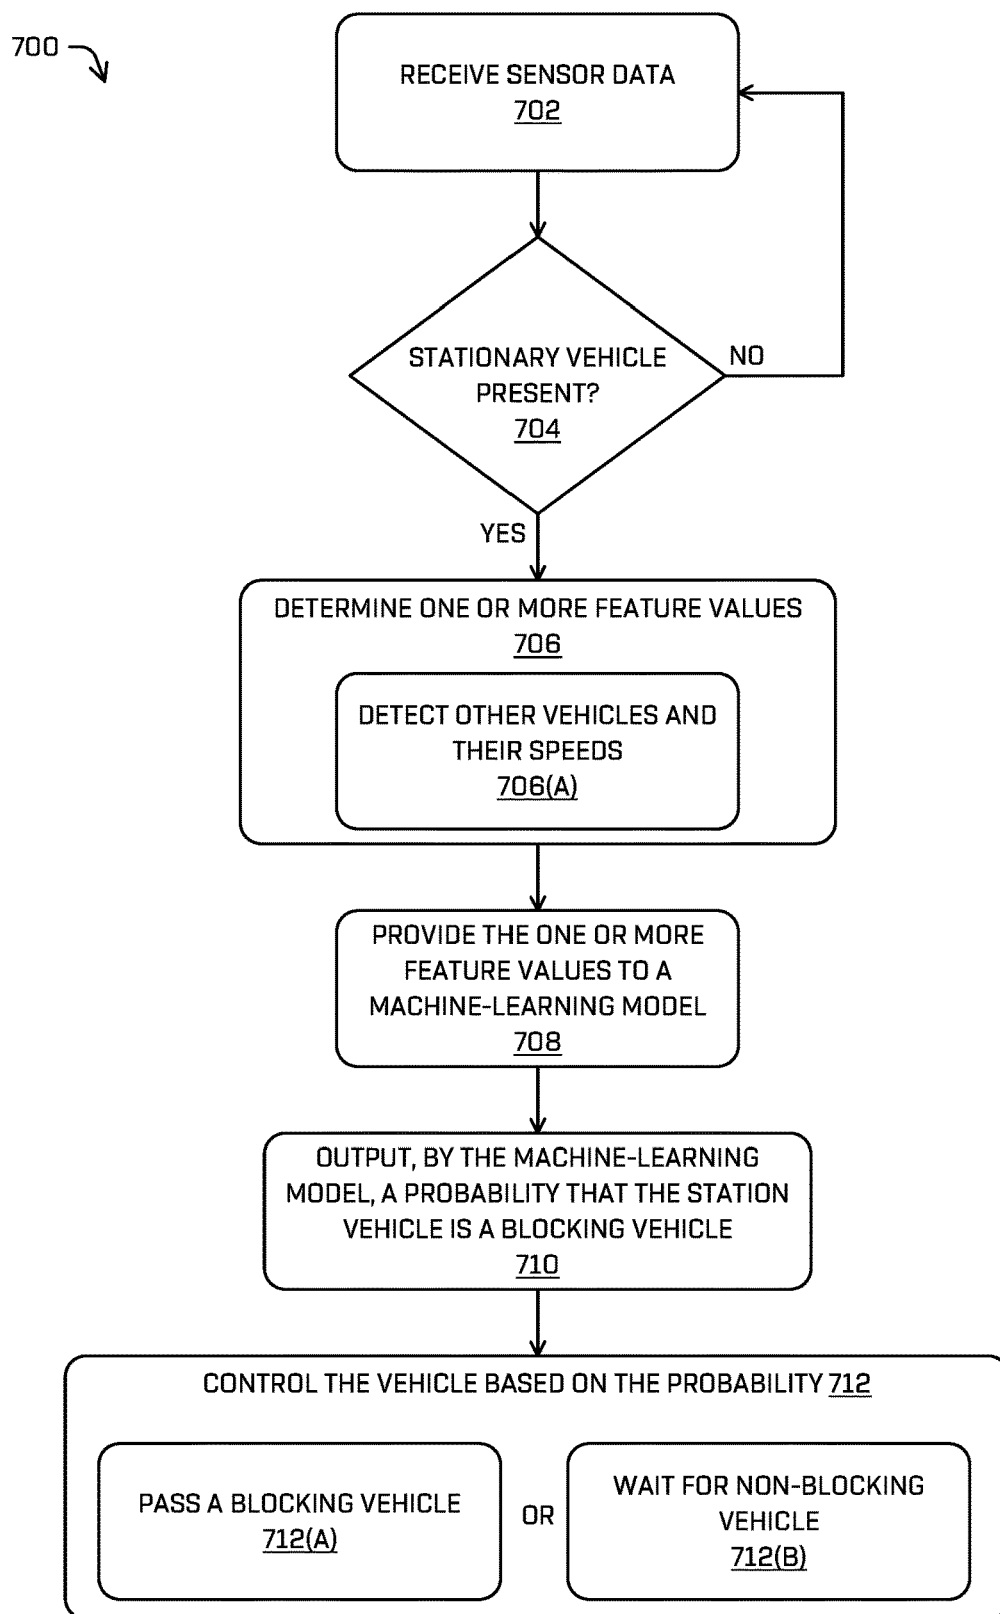 700
RECEIVE SENSOR DATA
702
STATIONARY VEHICLE
PRESENT?
704
NO
YES
DETERMINE ONE OR MORE FEATURE VALUES
706
DETECT OTHER VEHICLES AND
THEIR SPEEDS
706(A)
PROVIDE THE ONE OR MORE
FEATURE VALUES TO A
MACHINE-LEARNING MODEL
708
OUTPUT, BY THE MACHINE-LEARNING
MODEL, A PROBABILITY THAT THE STATION
VEHICLE IS A BLOCKING VEHICLE
710
CONTROL THE VEHICLE BASED ON THE PROBABILITY 712
PASS A BLOCKING VEHICLE
712(A)
OR
WAIT FOR NON-BLOCKING
VEHICLE
712(B)